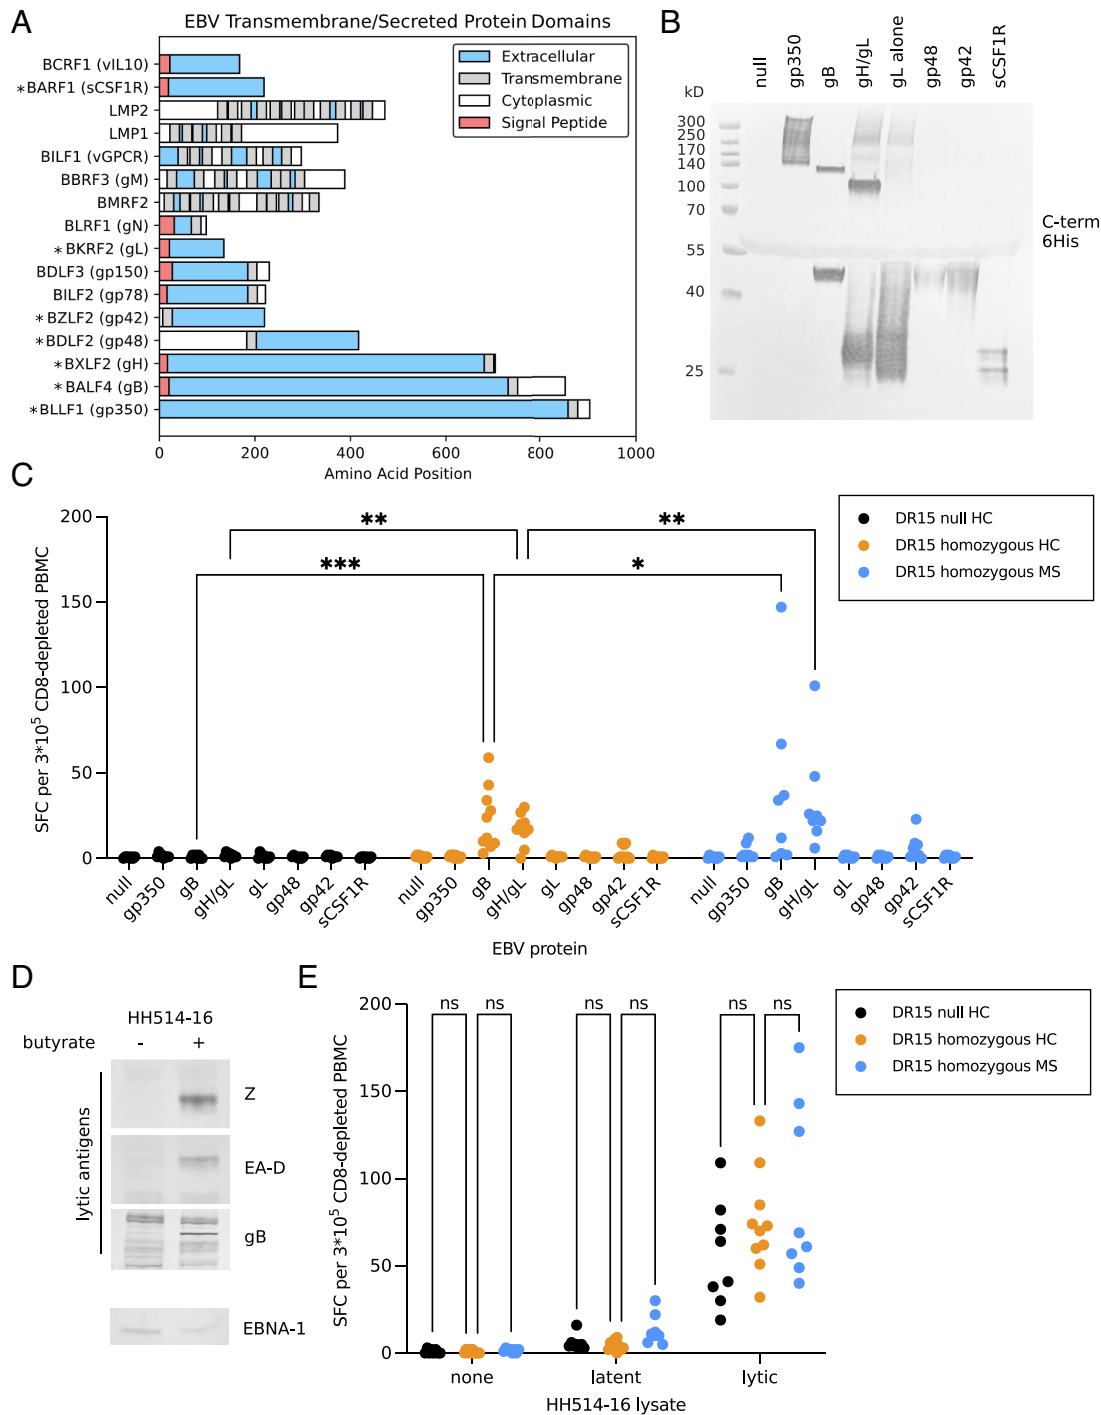 A
EBV Transmembrane/Secreted Protein Domains
BCRF1 (vIL10)
*BARF1 (sCSF1R)
LMP2
LMP1
BILF1 (vGPCR)
BBRF3 (gM)
BMRF2
BLRF1 (gN)
*BKRF2 (gL)
BDLF3 (gp150)
BILF2 (gp78)
*BZLF2 (gp42)
*BDLF2 (gp48)
*BXLF2 (gH)
*BALF4 (gB)
*BLLF1 (gp350)
Extracellular
Transmembrane
Cytoplasmic
Signal Peptide
0 200 400 600 800 1000
Amino Acid Position
B
null gp350 gB gH/gL gL alone gp48 gp42 sCSF1R
kD
300
250
170
140
100
70
55
40
25
C-term
6His
C
SFC per 3*10⁵ CD8-depleted PBMC
200
150
100
50
0
** **
*** *
DR15 null HC
DR15 homozygous HC
DR15 homozygous MS
null gp350 gB gH/gL gL gp48 gp42 sCSF1R null gp350 gB gH/gL gL gp48 gp42 sCSF1R null gp350 gB gH/gL gL gp48 gp42 sCSF1R
EBV protein
D
HH514-16
butyrate - +
lytic antigens
Z
EA-D
gB
EBNA-1
E
SFC per 3*10⁵ CD8-depleted PBMC
200
150
100
50
0
ns ns ns ns ns ns
DR15 null HC
DR15 homozygous HC
DR15 homozygous MS
none latent lytic
HH514-16 lysate